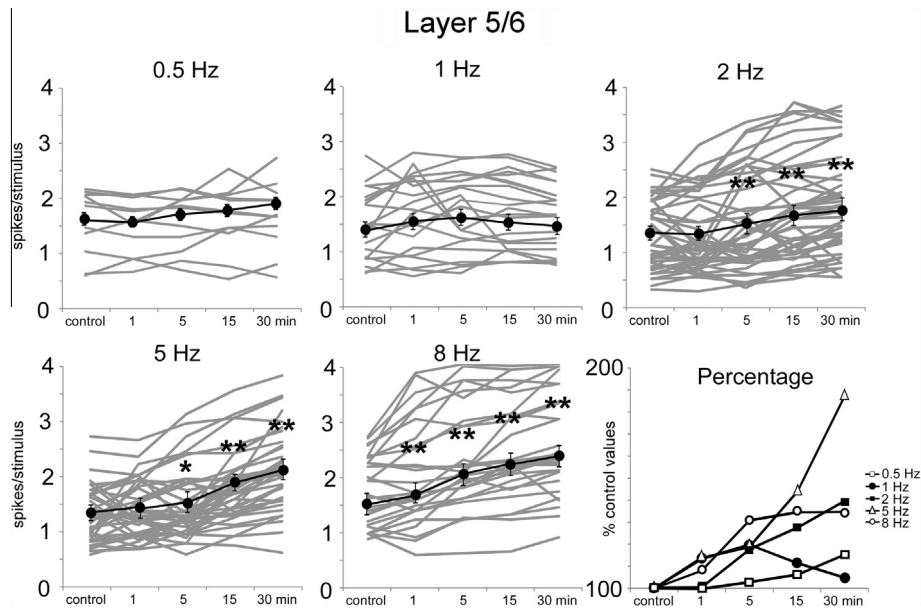 Layer 5/6
0.5 Hz
1 Hz
2 Hz
spikes/stimulus
4
3
2
1
0
control 1 5 15 30 min
4
3
2
1
0
control 1 5 15 30 min
4
3
2
1
0
** ** **
control 1 5 15 30 min
5 Hz
8 Hz
Percentage
spikes/stimulus
4
3
2
1
0
* ** **
control 1 5 15 30 min
4
3
2
1
0
** ** ** **
control 1 5 15 30 min
% control values
200
100
control 1 5 15 30 min
0.5 Hz
1 Hz
2 Hz
5 Hz
8 Hz